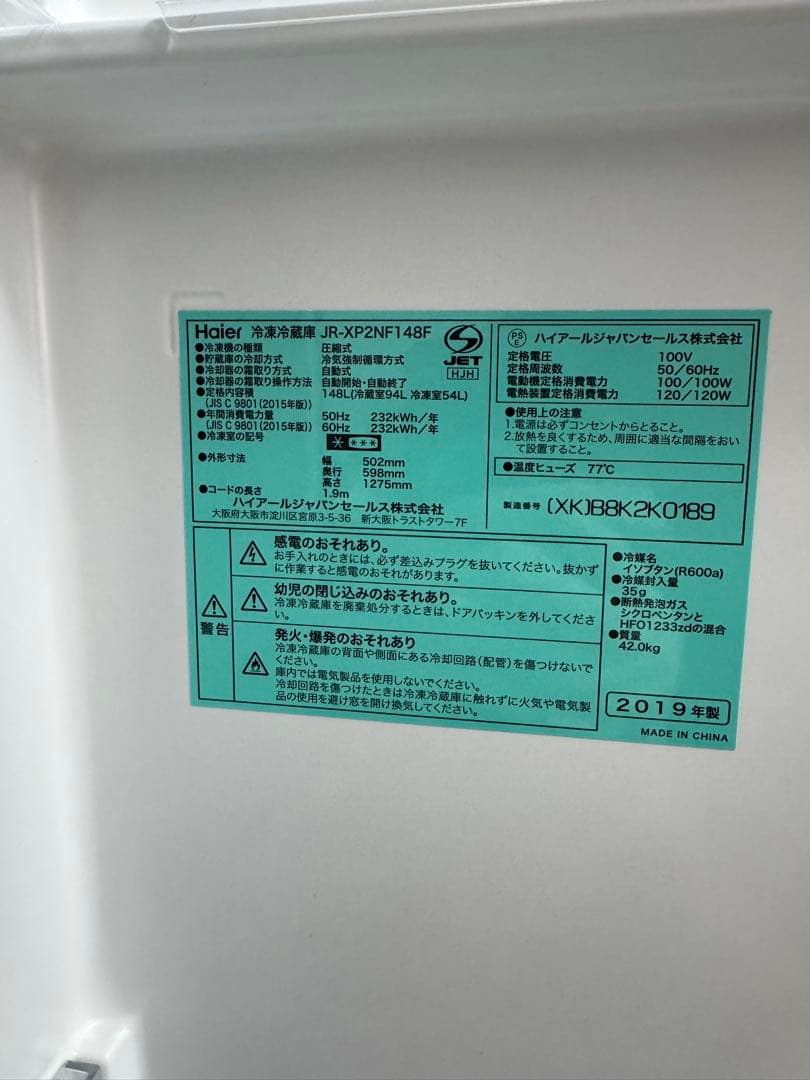 Haier 冷凍冷蔵庫 JR-XP2NF148F
●冷凍機の種類 圧縮式
●貯蔵庫の冷却方式 冷気強制循環方式
●冷却器の霜取り方式 自動式
●冷却器の霜取り操作方法 自動開始・自動終了
●定格内容積 148L(冷蔵室94L 冷凍室54L)
(JIS C 9801(2015年版))
●年間消費電力量 50Hz 232kWh/年
(JIS C 9801(2015年版)) 60Hz 232kWh/年
●冷凍室の記号
●外形寸法 幅 502mm
奥行 598mm
高さ 1275mm
●コードの長さ 1.9m
ハイアールジャパンセールス株式会社
大阪府大阪市淀川区宮原3-5-36 新大阪トラストタワー7F
JET
HJH
PSE ハイアールジャパンセールス株式会社
定格電圧 100V
定格周波数 50/60Hz
電動機定格消費電力 100/100W
電熱装置定格消費電力 120/120W
●使用上の注意
1.電源は必ずコンセントからとること。
2.放熱を良くするため、周囲に適当な間隔をおい
て設置すること。
●温度ヒューズ 77℃
製造番号 (XK)B8K2K0189
警告
感電のおそれあり。
お手入れのときには、必ず差込みプラグを抜いてください。抜かず
に作業すると感電のおそれがあります。
幼児の閉じ込みのおそれあり。
冷凍冷蔵庫を廃棄処分するときは、ドアパッキンを外してくださ
い。
発火・爆発のおそれあり
冷凍冷蔵庫の背面や側面にある冷却回路(配管)を傷つけないで
ください。
庫内では電気製品を使用しないでください。
冷却回路を傷つけたときは冷凍冷蔵庫に触れずに火気や電気製
品の使用を避け窓を開け換気してください。
●冷媒名
イソブタン(R600a)
●冷媒封入量
35g
●断熱発泡ガス
シクロペンタンと
HFO1233zdの混合
●質量
42.0kg
2019年製
MADE IN CHINA